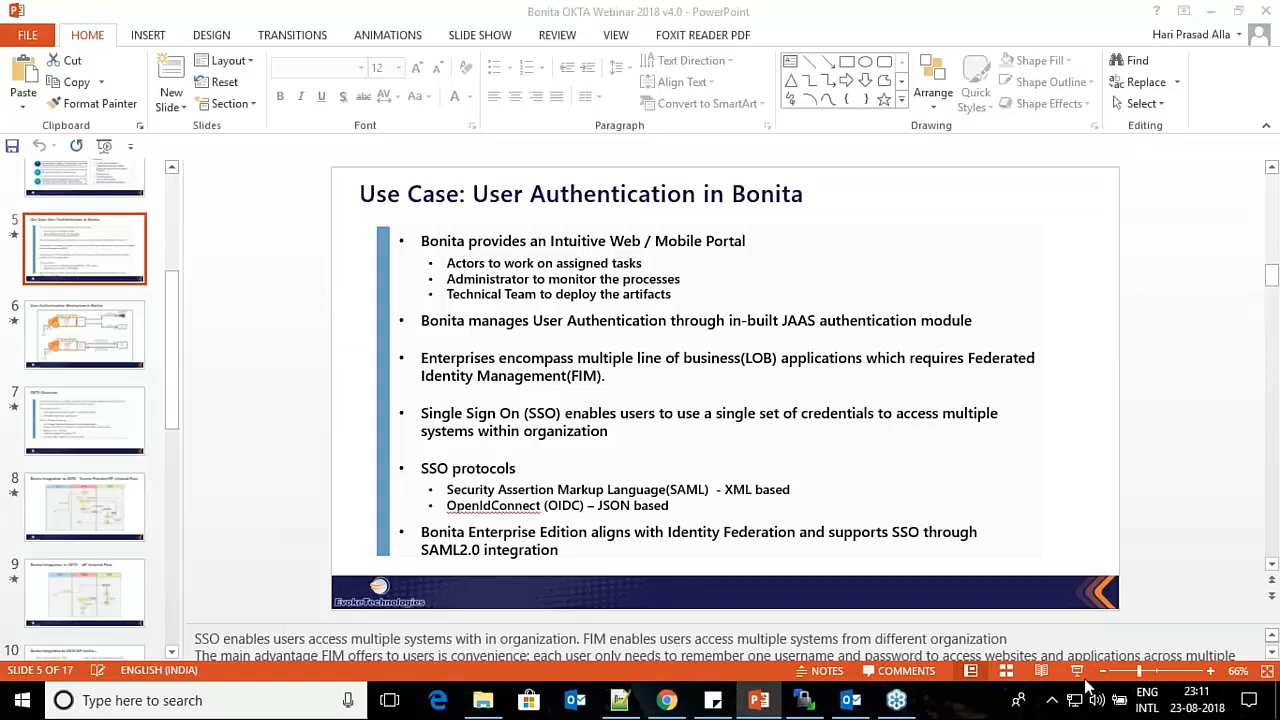 Bonita OKTA Webinar 2018 v4.0 - PowerPoint
?
FILE HOME INSERT DESIGN TRANSITIONS ANIMATIONS SLIDE SHOW REVIEW VIEW FOXIT READER PDF
Hari Prasad Alla
Paste
Cut
Copy
Format Painter
Clipboard
New Slide
Layout
Reset
Section
Slides
12
B I U S abc AV Aa A
Font
Text Direction
Align Text
Convert to SmartArt
Paragraph
Arrange
Quick Styles
Shape Fill
Shape Outline
Shape Effects
Drawing
Find
Replace
Select
Editing
5
6
7
8
9
10
Use Case: User Authentication in Bonita
• Bonita provides an Intuitive Web / Mobile Portal
• Actors to work on assigned tasks
• Administrator to monitor the processes
• Technical Team to deploy the artifacts
• Bonita manages User Authentication through in-built JAAS authentication module
• Enterprises encompass multiple line of business(LOB) applications which requires Federated
Identity Management(FIM).
• Single Sign On (SSO) enables users to use a single set of credentials to access multiple
systems within organization
• SSO protocols
• Security Assertion Markup Language(SAML) - XML based
• OpenIdConnect (OIDC) – JSON based
• Bonita Enterprise Edition aligns with Identity Federation and supports SSO through
SAML2.0 integration
EvokeTechnologies
SSO enables users access multiple systems with in organization. FIM enables users access multiple systems from different organization
SLIDE 5 OF 17 ENGLISH (INDIA) NOTES COMMENTS 66%
Type here to search
ENG
INTL
23:11
23-08-2018